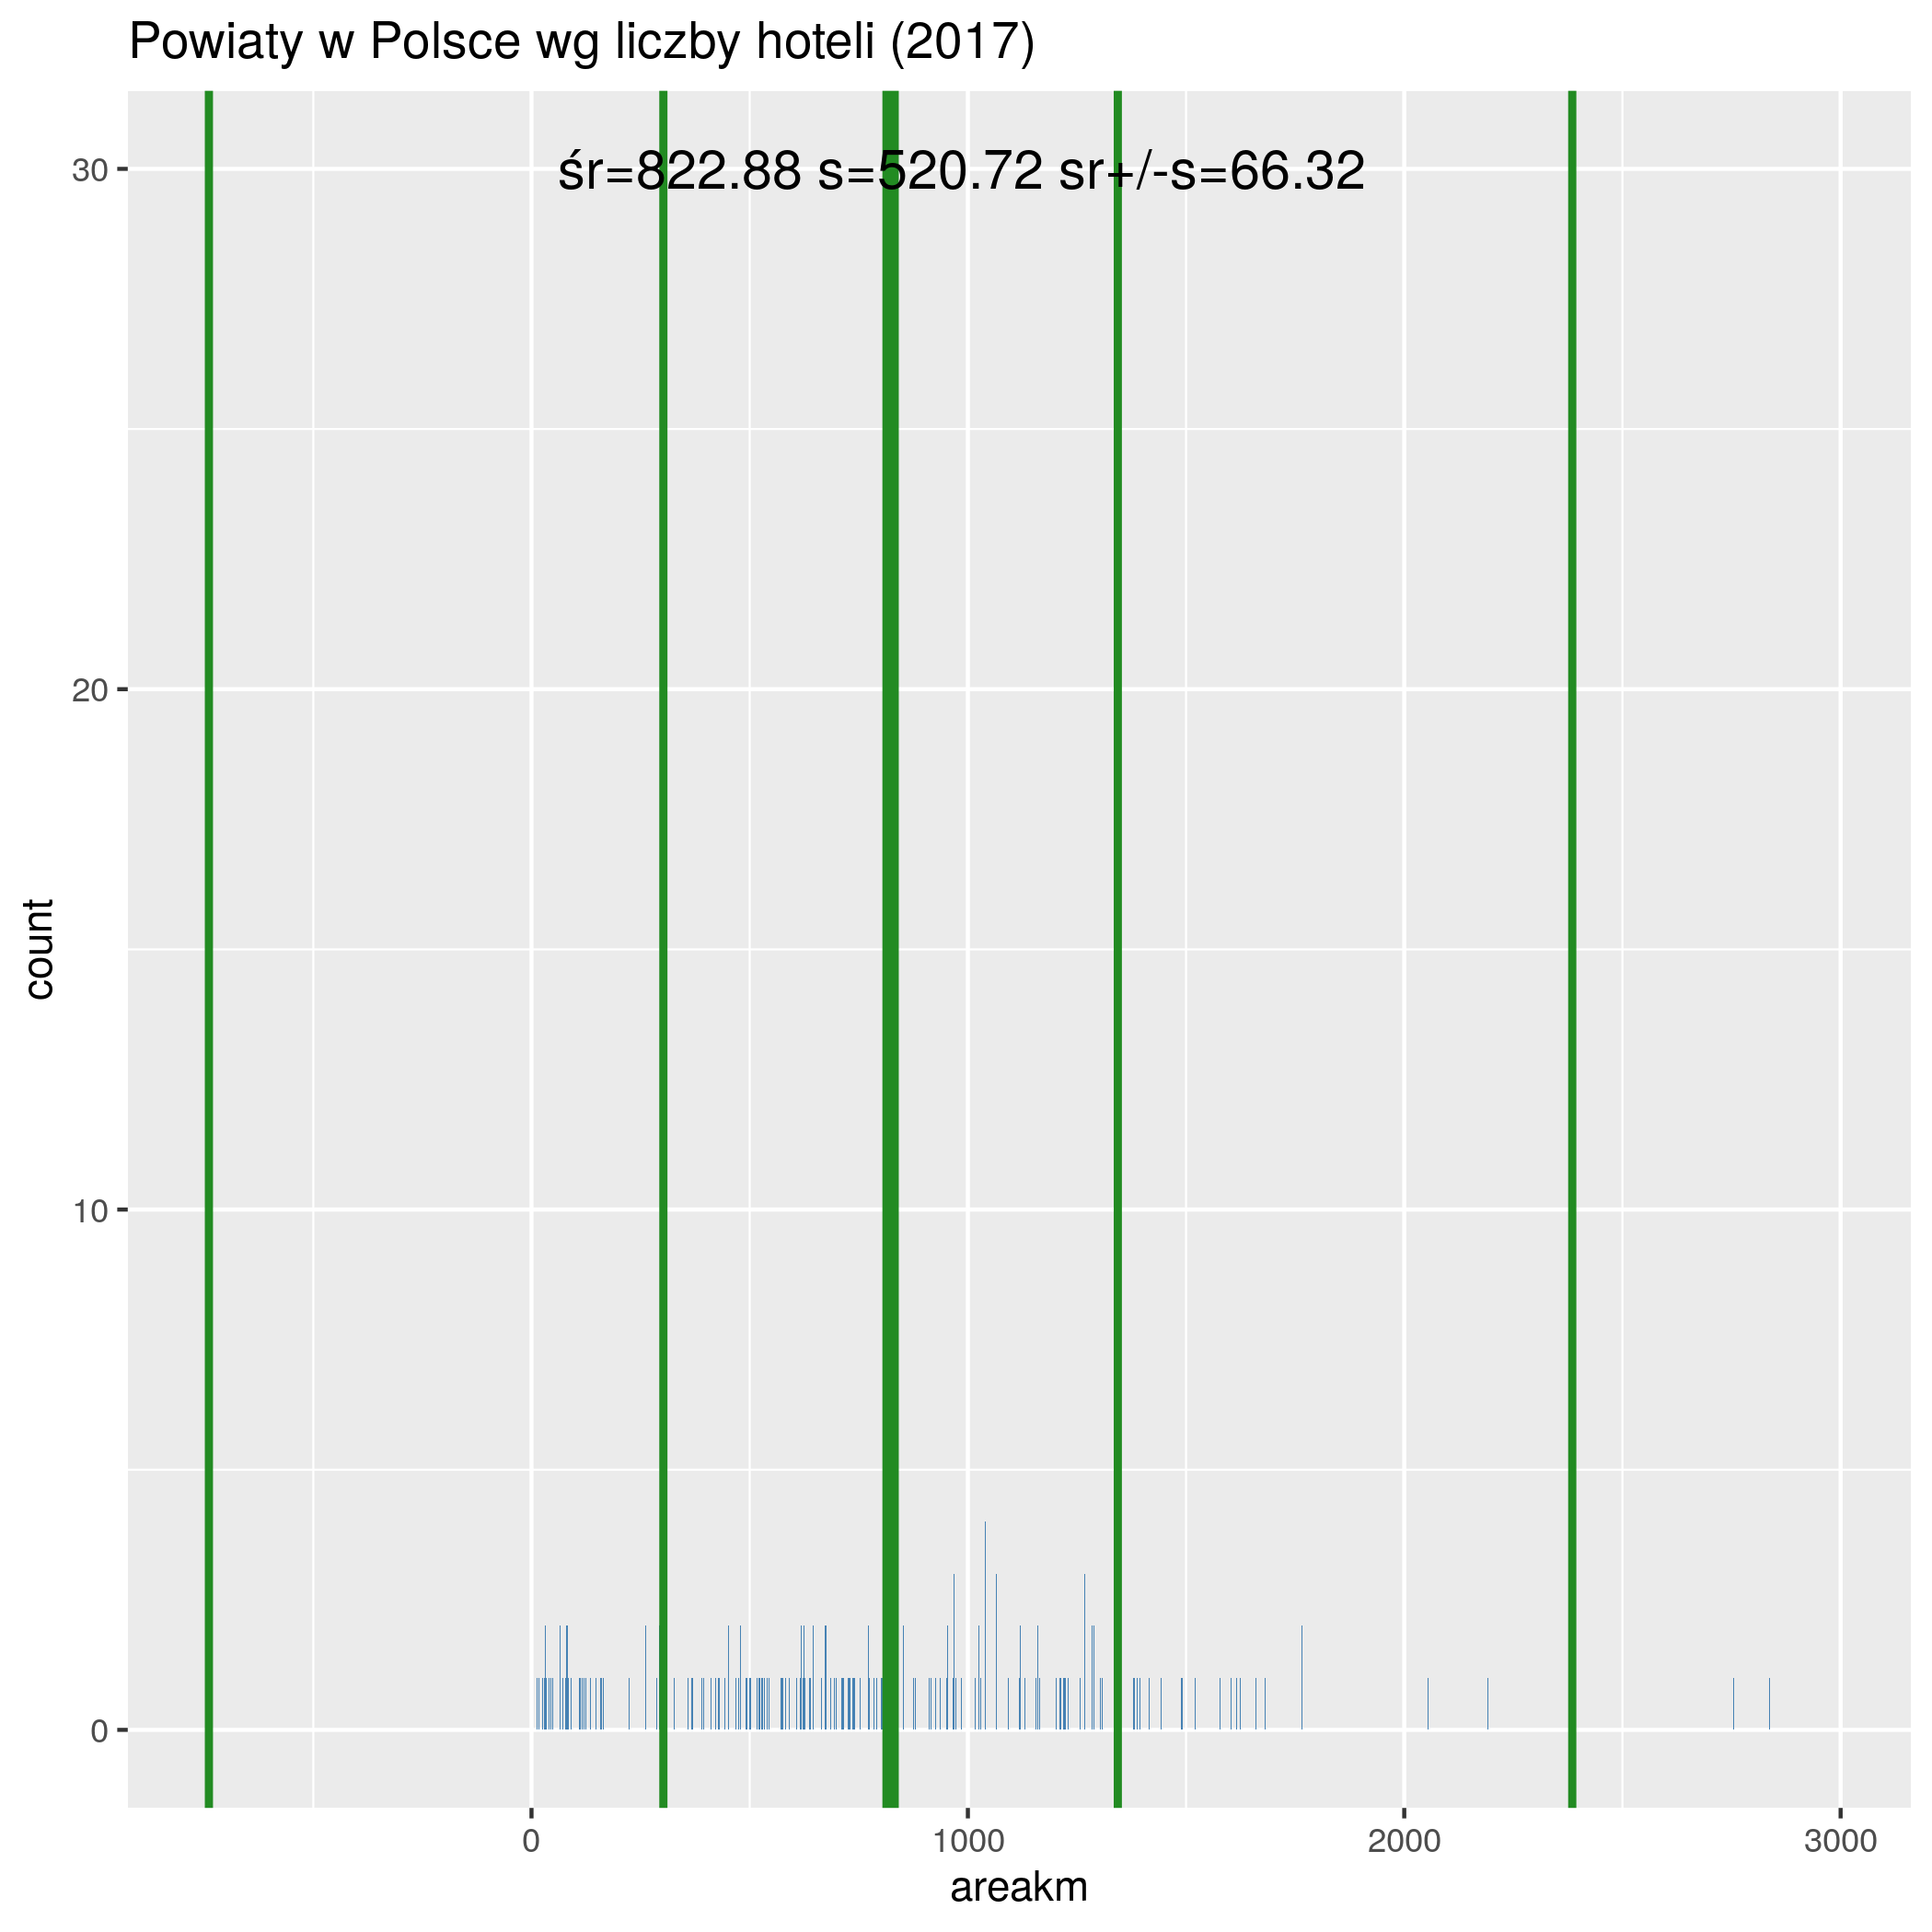 Powiaty w Polsce wg liczby hoteli (2017)
śr=822.88 s=520.72 sr+/-s=66.32
30
20
10
0
count
0 1000 2000 3000
areakm